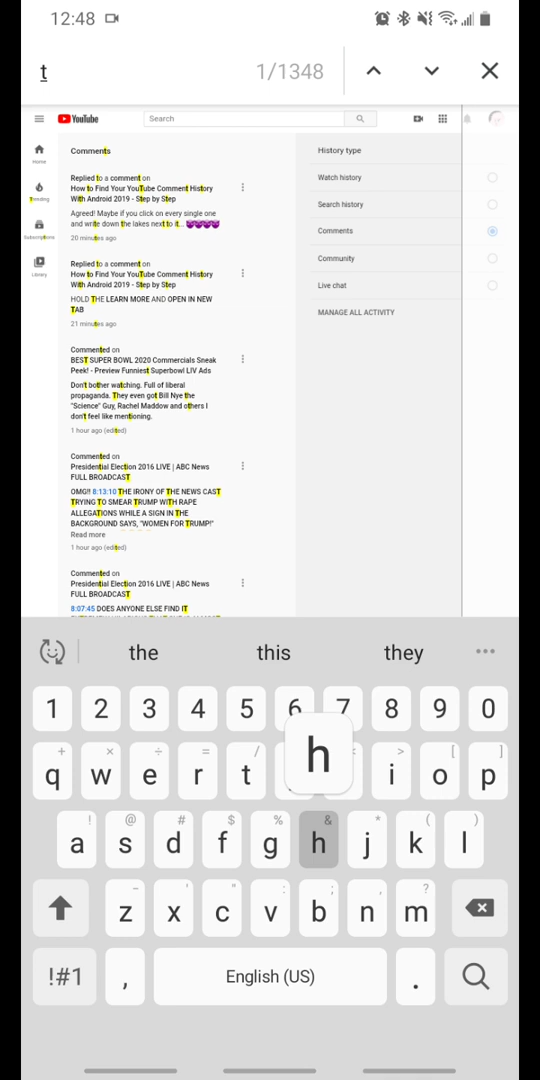 12:48
t 1/1348
YouTube
Search
Home
Trending
Subscriptions
Library
Comments
Replied to a comment on
How to Find Your YouTube Comment History
With Android 2019 - Step by Step
Agreed! Maybe if you click on every single
one and write down the lakes next to it... 😈😈😈😈
20 minutes ago
Replied to a comment on
How to Find Your YouTube Comment History
With Android 2019 - Step by Step
HOLD THE LEARN MORE AND OPEN IN NEW
TAB
21 minutes ago
Commented on
BEST SUPER BOWL 2020 Commercials Sneak
Peek! - Preview Funniest Superbowl LIV Ads
Don't bother watching. Full of liberal
propaganda. They even got Bill Nye the
"Science" Guy, Rachel Maddow and others I
don't feel like mentioning.
1 hour ago (edited)
Commented on
Presidential Election 2016 LIVE | ABC News
FULL BROADCAST
OMG!! 8:13:10 THE IRONY OF THE NEWS CAST
TRYING TO SMEAR TRUMP WITH RAPE
ALLEGATIONS WHILE A SIGN IN THE
BACKGROUND SAYS, "WOMEN FOR TRUMP!"
Read more
1 hour ago (edited)
Commented on
Presidential Election 2016 LIVE | ABC News
FULL BROADCAST
8:07:45 DOES ANYONE ELSE FIND IT
History type
Watch history
Search history
Comments
Community
Live chat
MANAGE ALL ACTIVITY
the this they
1 2 3 4 5 6 7 8 9 0
+ × ÷ = / < > [ ]
q w e r t i o p
h
! @ # $ % & * ( )
a s d f g h j k l
- ' " : ; , ?
z x c v b n m
!#1 , English (US) .